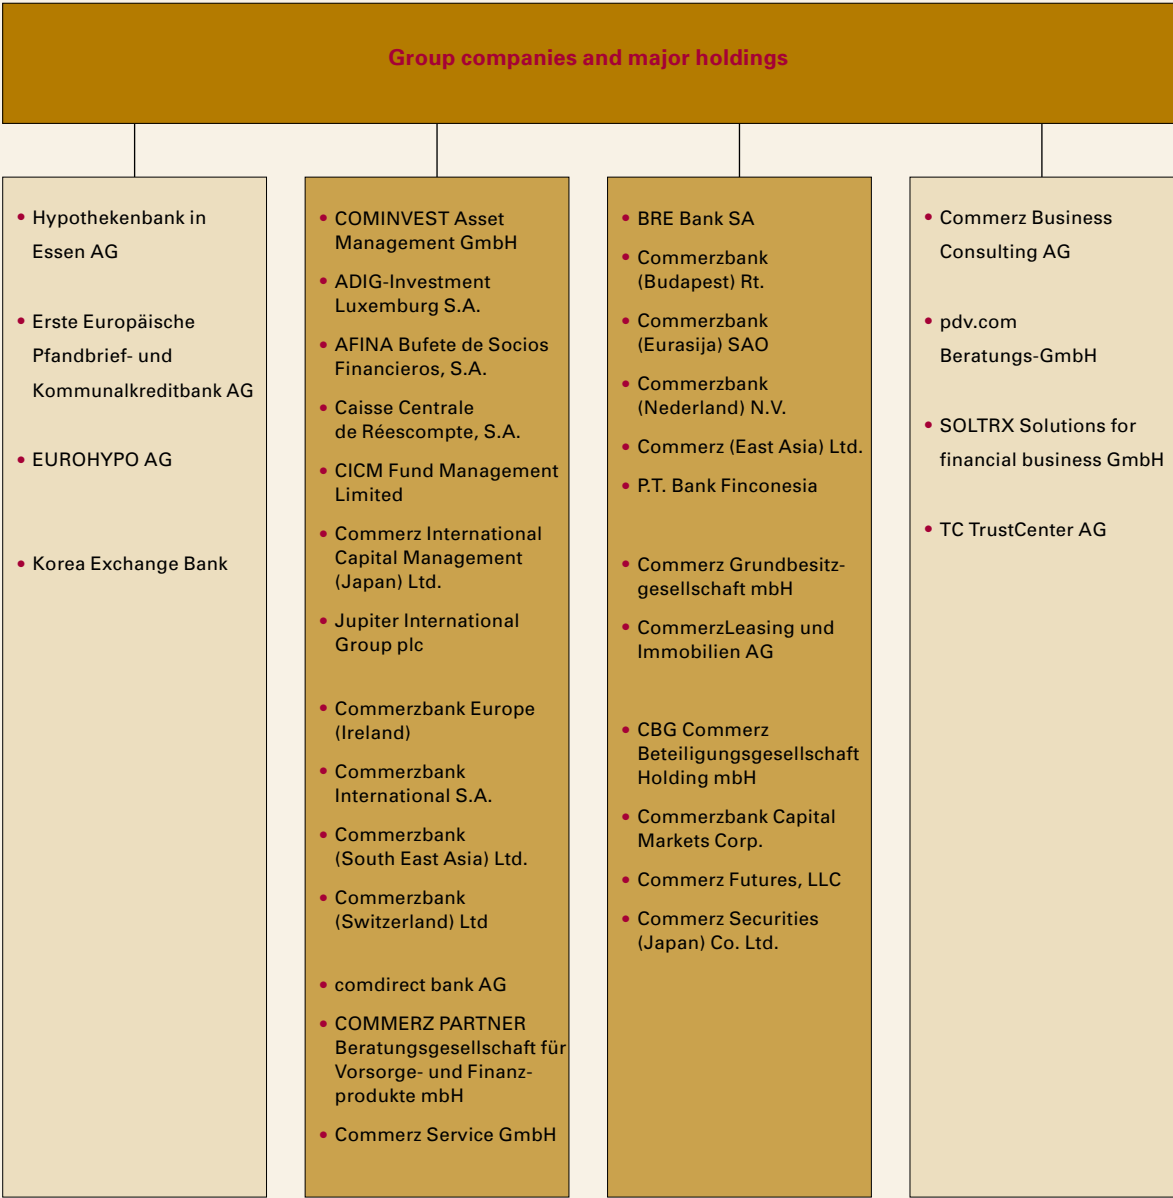 Group companies and major holdings
• Hypothekenbank in
Essen AG
• Erste Europäische
Pfandbrief- und
Kommunalkreditbank AG
• EUROHYPO AG
• Korea Exchange Bank
• COMINVEST Asset
Management GmbH
• ADIG-Investment
Luxemburg S.A.
• AFINA Bufete de Socios
Financieros, S.A.
• Caisse Centrale
de Réescompte, S.A.
• CICM Fund Management
Limited
• Commerz International
Capital Management
(Japan) Ltd.
• Jupiter International
Group plc
• Commerzbank Europe
(Ireland)
• Commerzbank
International S.A.
• Commerzbank
(South East Asia) Ltd.
• Commerzbank
(Switzerland) Ltd
• comdirect bank AG
• COMMERZ PARTNER
Beratungsgesellschaft für
Vorsorge- und Finanz-
produkte mbH
• Commerz Service GmbH
• BRE Bank SA
• Commerzbank
(Budapest) Rt.
• Commerzbank
(Eurasija) SAO
• Commerzbank
(Nederland) N.V.
• Commerz (East Asia) Ltd.
• P.T. Bank Finconesia
• Commerz Grundbesitz-
gesellschaft mbH
• CommerzLeasing und
Immobilien AG
• CBG Commerz
Beteiligungsgesellschaft
Holding mbH
• Commerzbank Capital
Markets Corp.
• Commerz Futures, LLC
• Commerz Securities
(Japan) Co. Ltd.
• Commerz Business
Consulting AG
• pdv.com
Beratungs-GmbH
• SOLTRX Solutions for
financial business GmbH
• TC TrustCenter AG